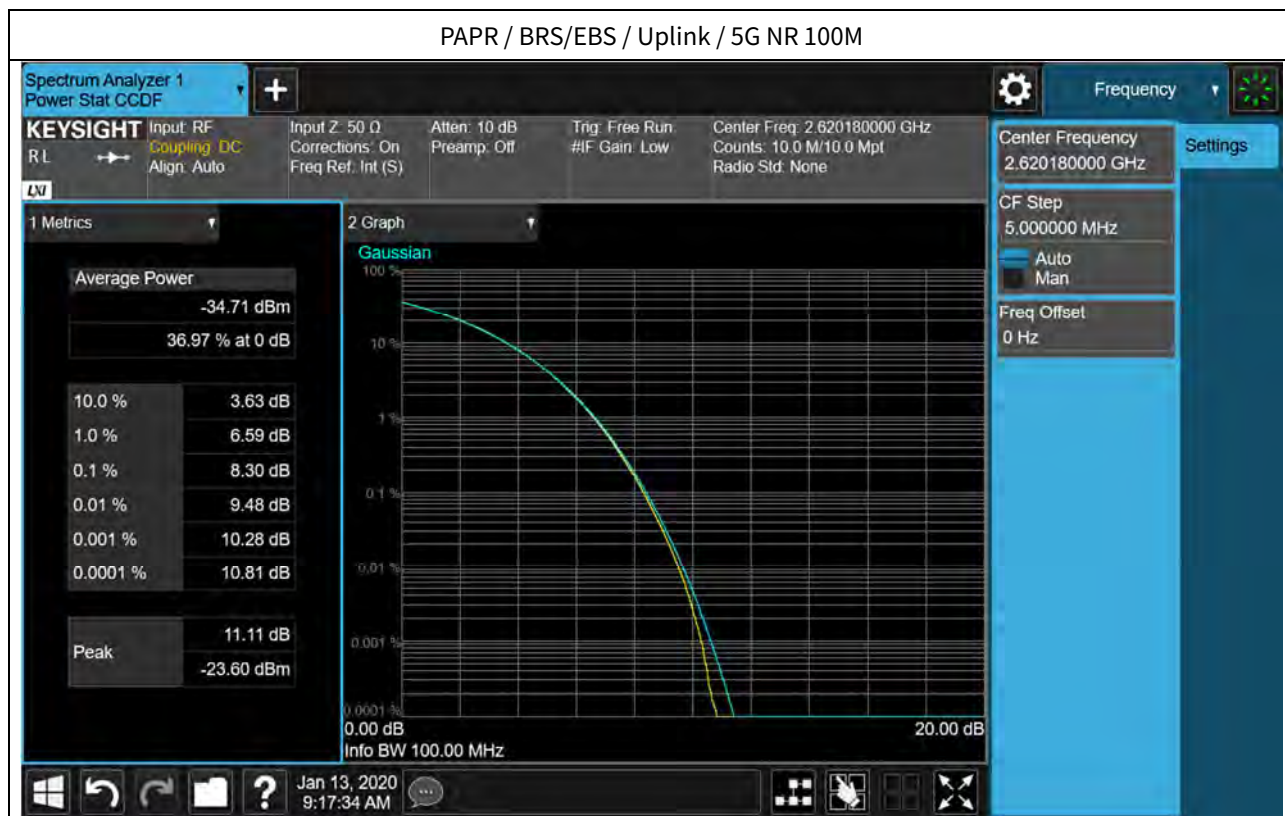 PAPR / BRS/EBS / Uplink / 5G NR 100M
Spectrum Analyzer 1
Power Stat CCDF
Frequency
KEYSIGHT
RL
LXI
Input: RF
Coupling: DC
Align: Auto
Input Z: 50 Ω
Corrections: On
Freq Ref: Int (S)
Atten: 10 dB
Preamp: Off
Trig: Free Run
#IF Gain: Low
Center Freq: 2.620180000 GHz
Counts: 10.0 M/10.0 Mpt
Radio Std: None
Center Frequency
2.620180000 GHz
Settings
CF Step
5.000000 MHz
Auto
Man
Freq Offset
0 Hz
1 Metrics
Average Power
-34.71 dBm
36.97 % at 0 dB
10.0 % 3.63 dB
1.0 % 6.59 dB
0.1 % 8.30 dB
0.01 % 9.48 dB
0.001 % 10.28 dB
0.0001 % 10.81 dB
Peak
11.11 dB
-23.60 dBm
2 Graph
Gaussian
100 %
10 %
1 %
0.1 %
0.01 %
0.001 %
0.0001 %
0.00 dB
20.00 dB
Info BW 100.00 MHz
?
Jan 13, 2020
9:17:34 AM